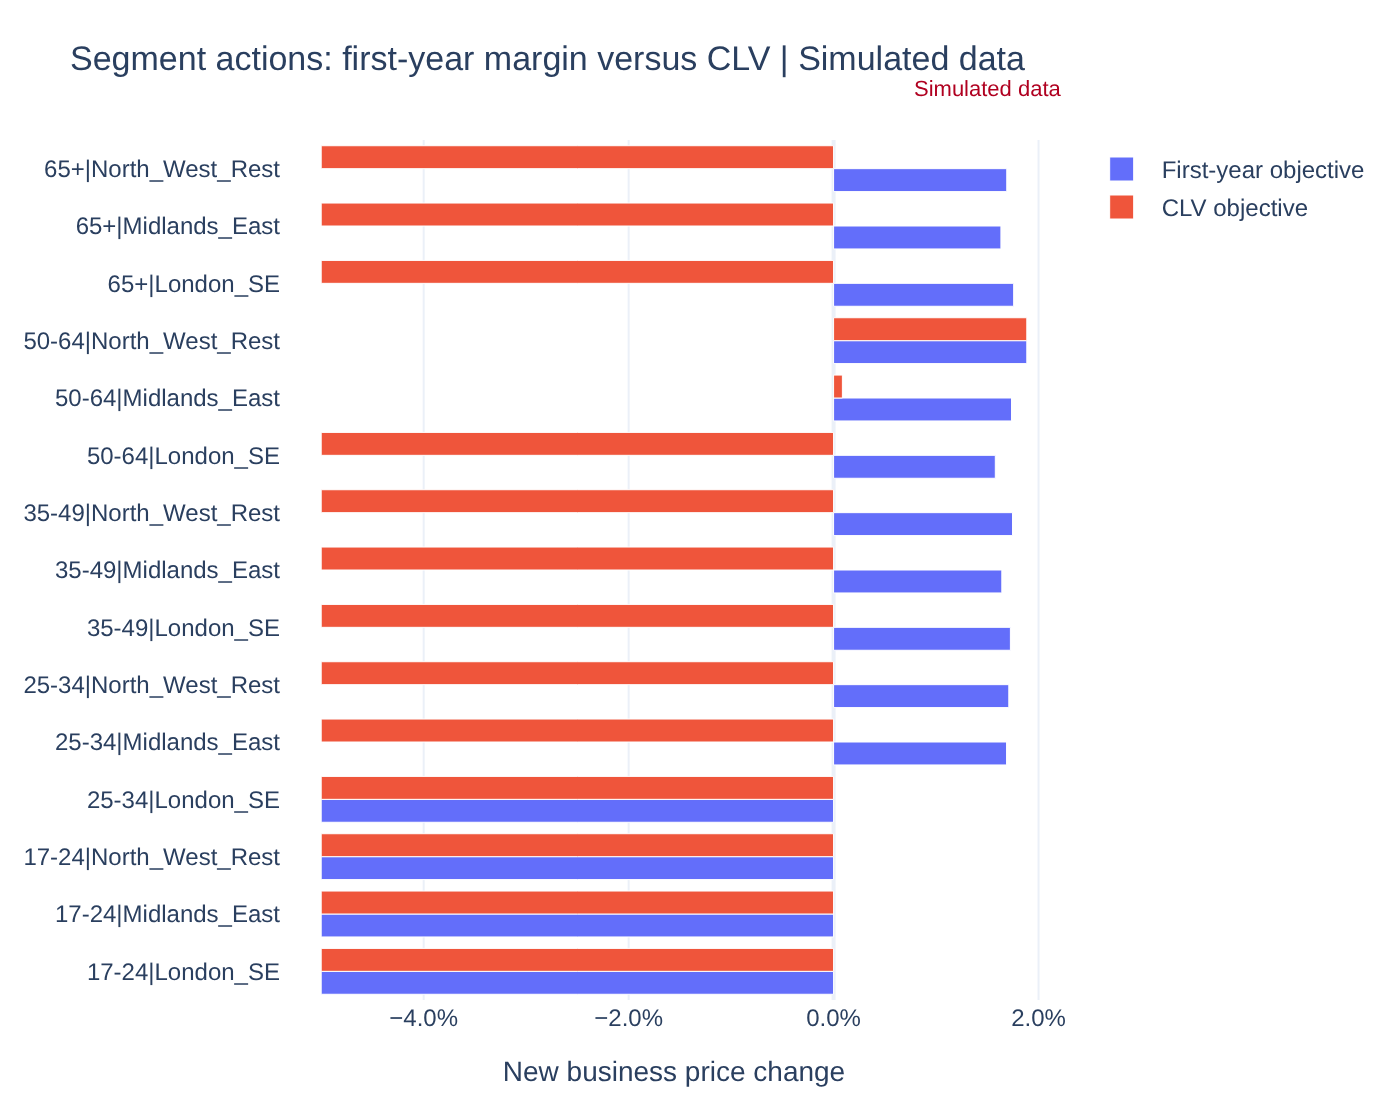 Segment actions: first-year margin versus CLV | Simulated data
Simulated data
65+|North_West_Rest
65+|Midlands_East
65+|London_SE
50-64|North_West_Rest
50-64|Midlands_East
50-64|London_SE
35-49|North_West_Rest
35-49|Midlands_East
35-49|London_SE
25-34|North_West_Rest
25-34|Midlands_East
25-34|London_SE
17-24|North_West_Rest
17-24|Midlands_East
17-24|London_SE
First-year objective
CLV objective
−4.0% −2.0% 0.0% 2.0%
New business price change